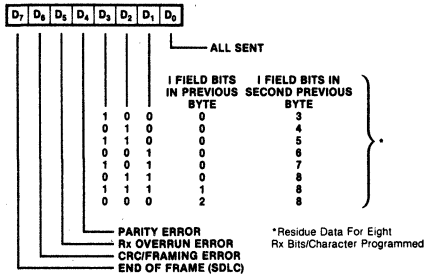 D7 D6 D5 D4 D3 D2 D1 D0
ALL SENT
I FIELD BITS IN PREVIOUS BYTE
I FIELD BITS IN SECOND PREVIOUS BYTE
1 0 0 0 3
0 1 0 0 4
1 1 0 0 5
0 0 1 0 6
1 0 1 0 7
0 1 1 0 8
1 1 1 1 8
0 0 0 2 8
*
PARITY ERROR
Rx OVERRUN ERROR
CRC/FRAMING ERROR
END OF FRAME (SDLC)
*Residue Data For Eight
Rx Bits/Character Programmed